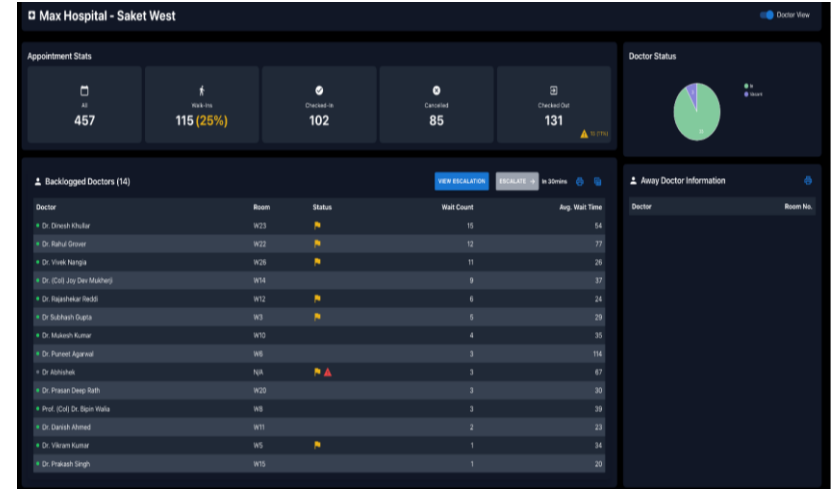 Max Hospital - Saket West
Doctor View
Appointment Stats
All
457
Walk-ins
115 (25%)
Checked-In
102
Cancelled
85
Checked Out
131
Doctor Status
In
Vacant
Backlogged Doctors (14)
VIEW ESCALATION
ESCALATE → in 30mins
Doctor Room Status Wait Count Avg. Wait Time
Dr. Dinesh Khullar W23 15 54
Dr. Rahul Grover W22 12 77
Dr. Vivek Nangia W26 11 26
Dr. (Col) Joy Dev Mukherji W14 9 37
Dr. Rajashekar Reddi W12 6 24
Dr Subhash Gupta W3 5 29
Dr. Mukesh Kumar W10 4 35
Dr. Puneet Agarwal W6 3 114
Dr Abhishek N/A 3 67
Dr. Prasan Deep Rath W20 3 30
Prof. (Col) Dr. Bipin Walia W8 3 39
Dr. Danish Ahmed W11 2 23
Dr. Vikram Kumar W5 1 34
Dr. Prakash Singh W15 1 20
Away Doctor Information
Doctor Room No.